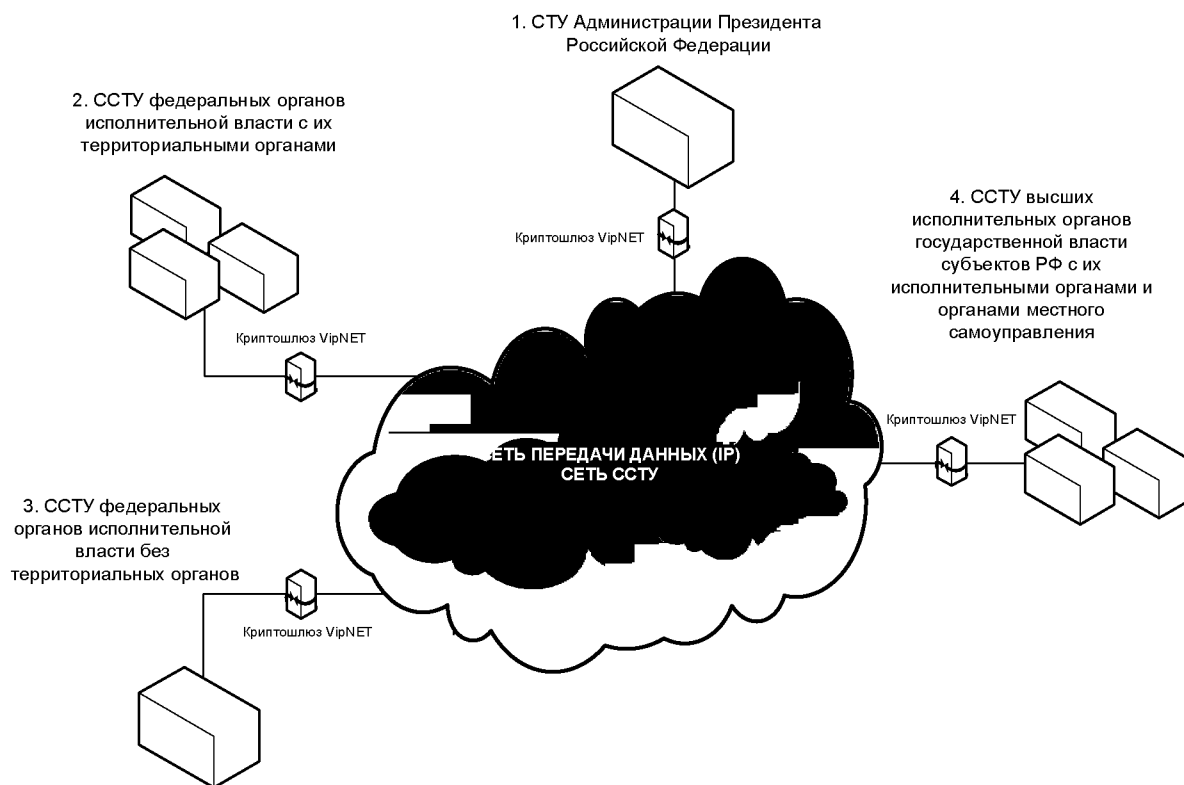 1. СТУ Администрации Президента
Российской Федерации
2. ССТУ федеральных органов
исполнительной власти с их
территориальными органами
Криптошлюз VipNET
4. ССТУ высших
исполнительных органов
государственной власти
субъектов РФ с их
исполнительными органами и
органами местного
самоуправления
Криптошлюз VipNET
Криптошлюз VipNET
ЕТЬ ПЕРЕДАЧИ ДАННЫХ (IP)
СЕТЬ ССТУ
3. ССТУ федеральных
органов исполнительной
власти без
территориальных органов
Криптошлюз VipNET